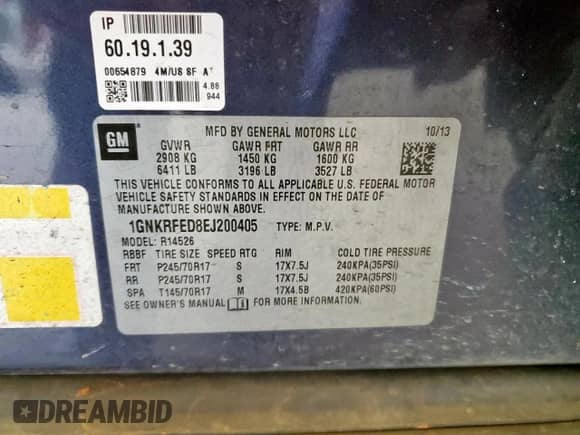 IP
60.19.1.39
00654879 4M/US 8F A
4.88
944
GM
MFD BY GENERAL MOTORS LLC 10/13
GVWR GAWR FRT GAWR RR
2908 KG 1450 KG 1600 KG
6411 LB 3196 LB 3527 LB
THIS VEHICLE CONFORMS TO ALL APPLICABLE U.S. FEDERAL MOTOR
VEHICLE SAFETY STANDARDS IN EFFECT ON THE DATE OF
MANUFACTURE SHOWN ABOVE.
1GNKRFED8EJ200405 TYPE: M.P.V.
MODEL: R14526
RBBF TIRE SIZE SPEED RTG RIM COLD TIRE PRESSURE
FRT P245/70R17 S 17X7.5J 240KPA(35PSI)
RR P245/70R17 S 17X7.5J 240KPA(35PSI)
SPA T145/70R17 M 17X4.5B 420KPA(60PSI)
SEE OWNER'S MANUAL FOR MORE INFORMATION.
DREAMBID